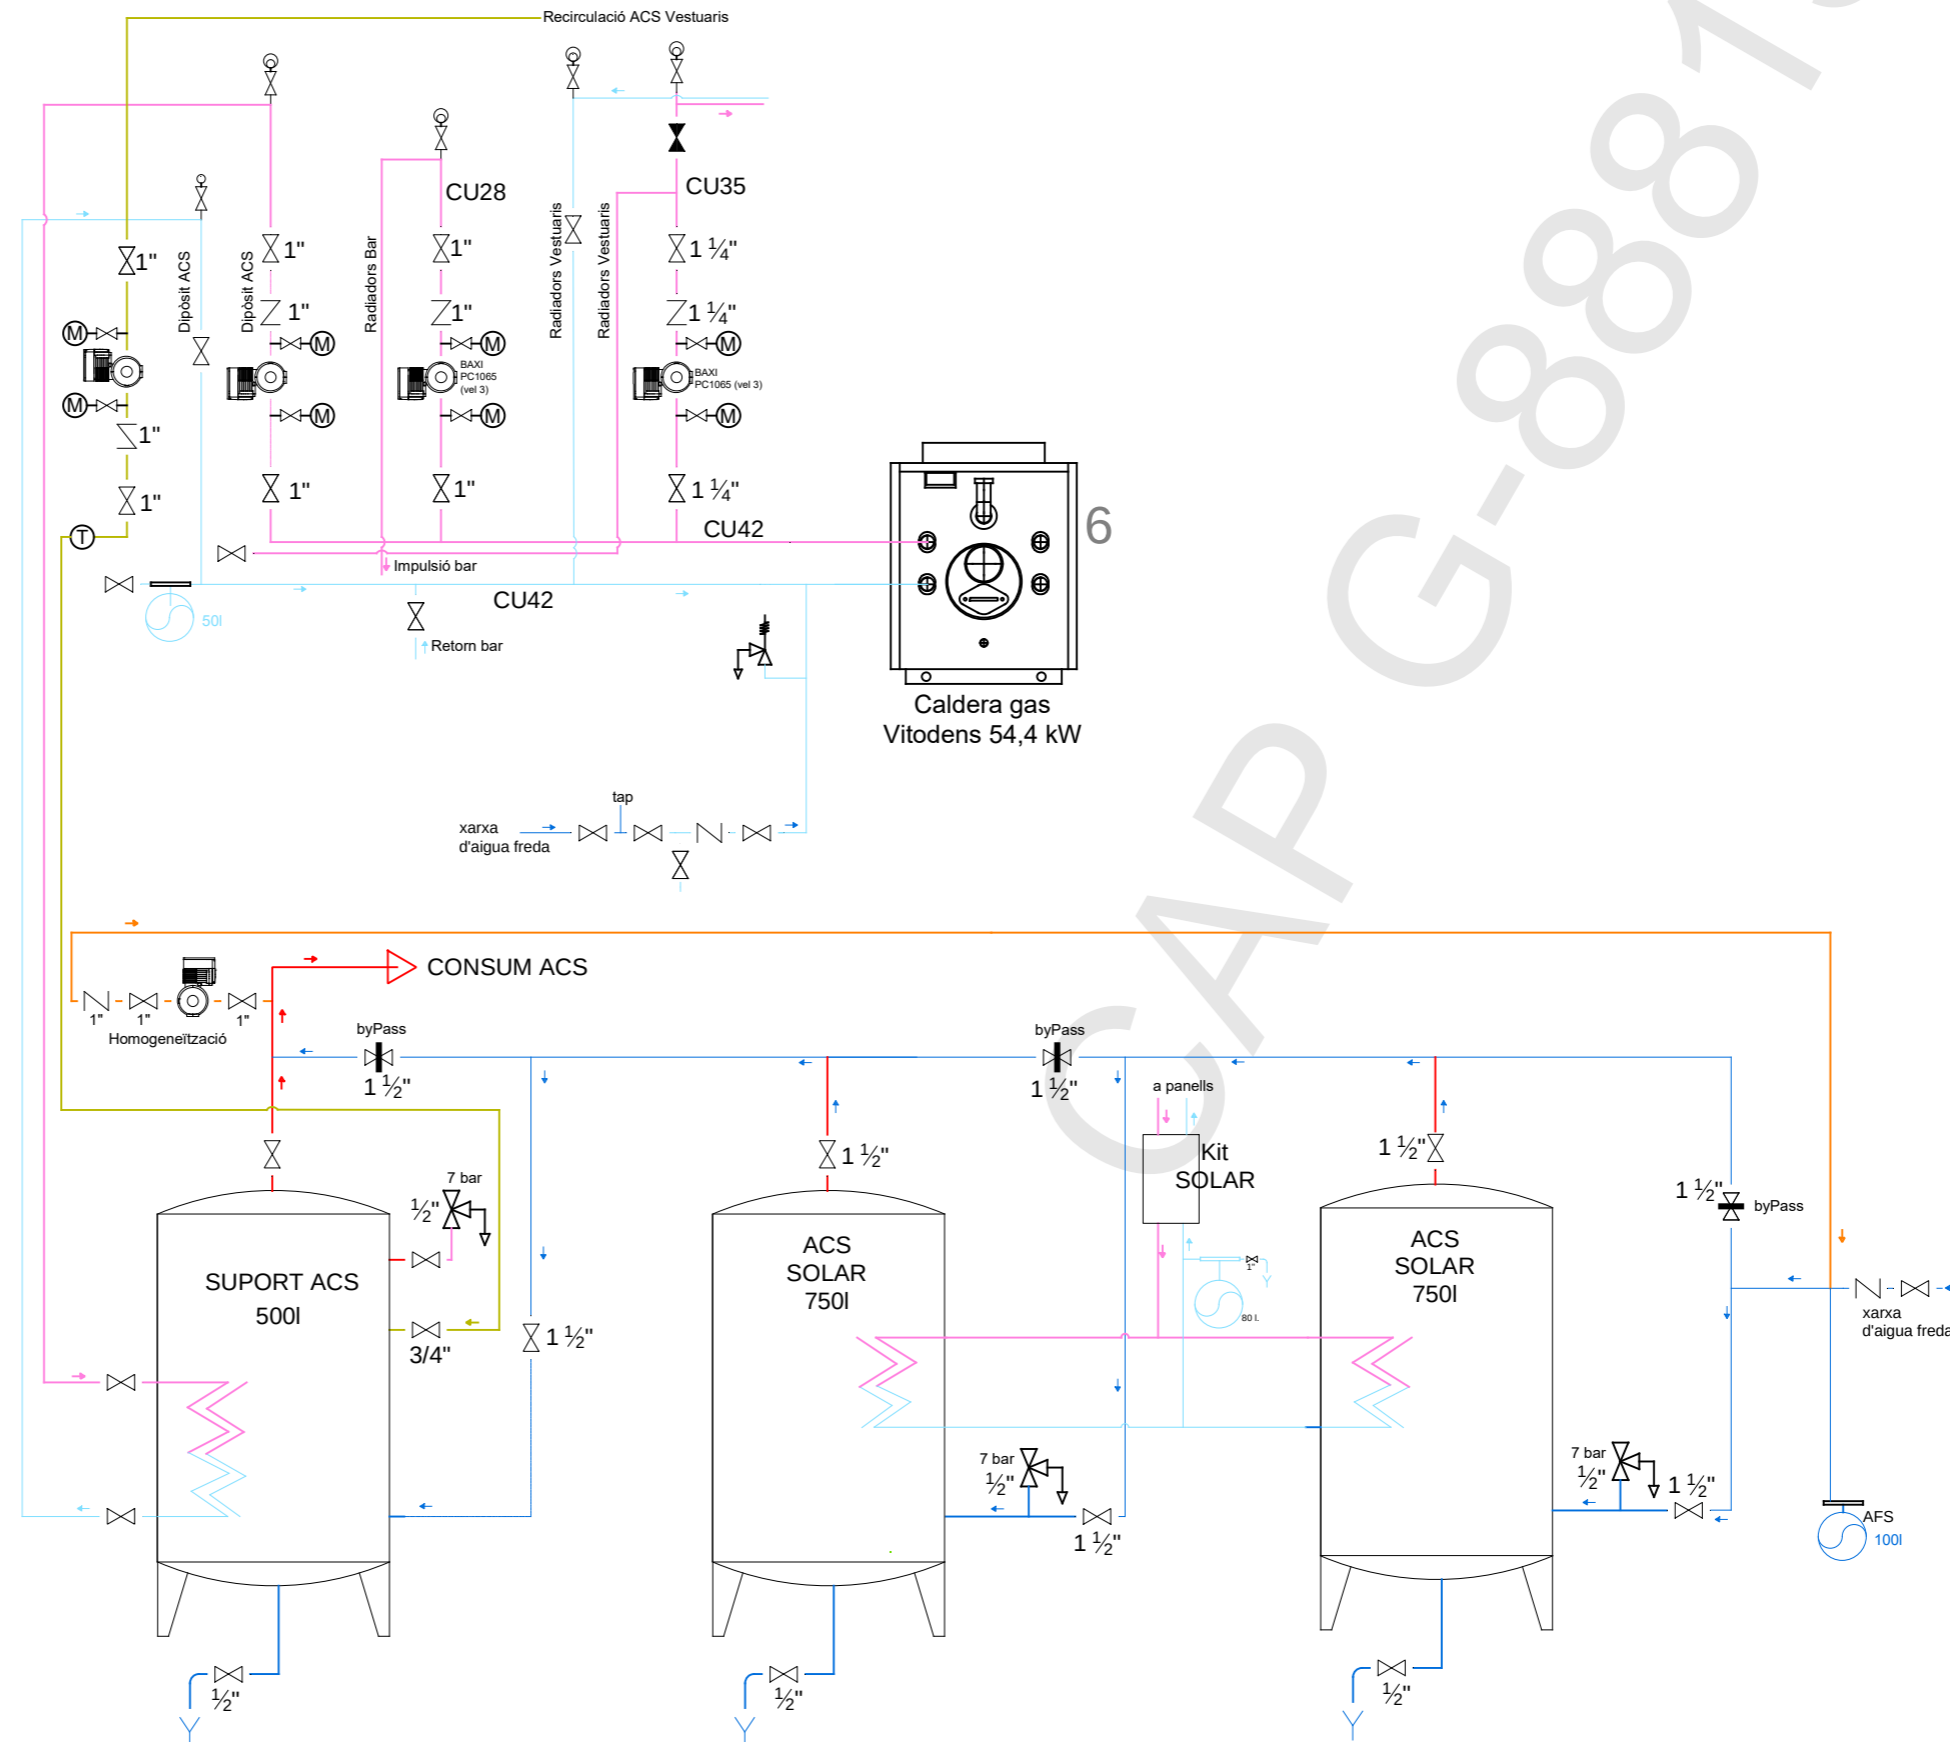 Recirculació ACS Vestuaris
CU28
CU35
1"
1"
1"
1 ¼"
Dipòsit ACS
Dipòsit ACS
Radiadors Bar
Radiadors Vestuaris
Radiadors Vestuaris
1"
1"
1 ¼"
M
M
M
M
BAXI
PC1065
(vel 3)
BAXI
PC1065 (vel 3)
M
M
M
M
1"
1"
1"
1"
1 ¼"
T
CU42
6
Impulsió bar
CU42
50l
Retorn bar
Caldera gas
Vitodens 54,4 kW
tap
xarxa
d'aigua freda
CONSUM ACS
1"
1"
1"
Homogeneïtzació
byPass
1 ½"
byPass
1 ½"
a panells
Kit
SOLAR
1 ½"
1 ½"
7 bar
½"
1 ½"
byPass
SUPORT ACS
500l
ACS
SOLAR
750l
ACS
SOLAR
750l
1"
80 l.
3/4"
1 ½"
xarxa
d'aigua freda
7 bar
½"
1 ½"
7 bar
½"
1 ½"
AFS
100l
½"
½"
½"